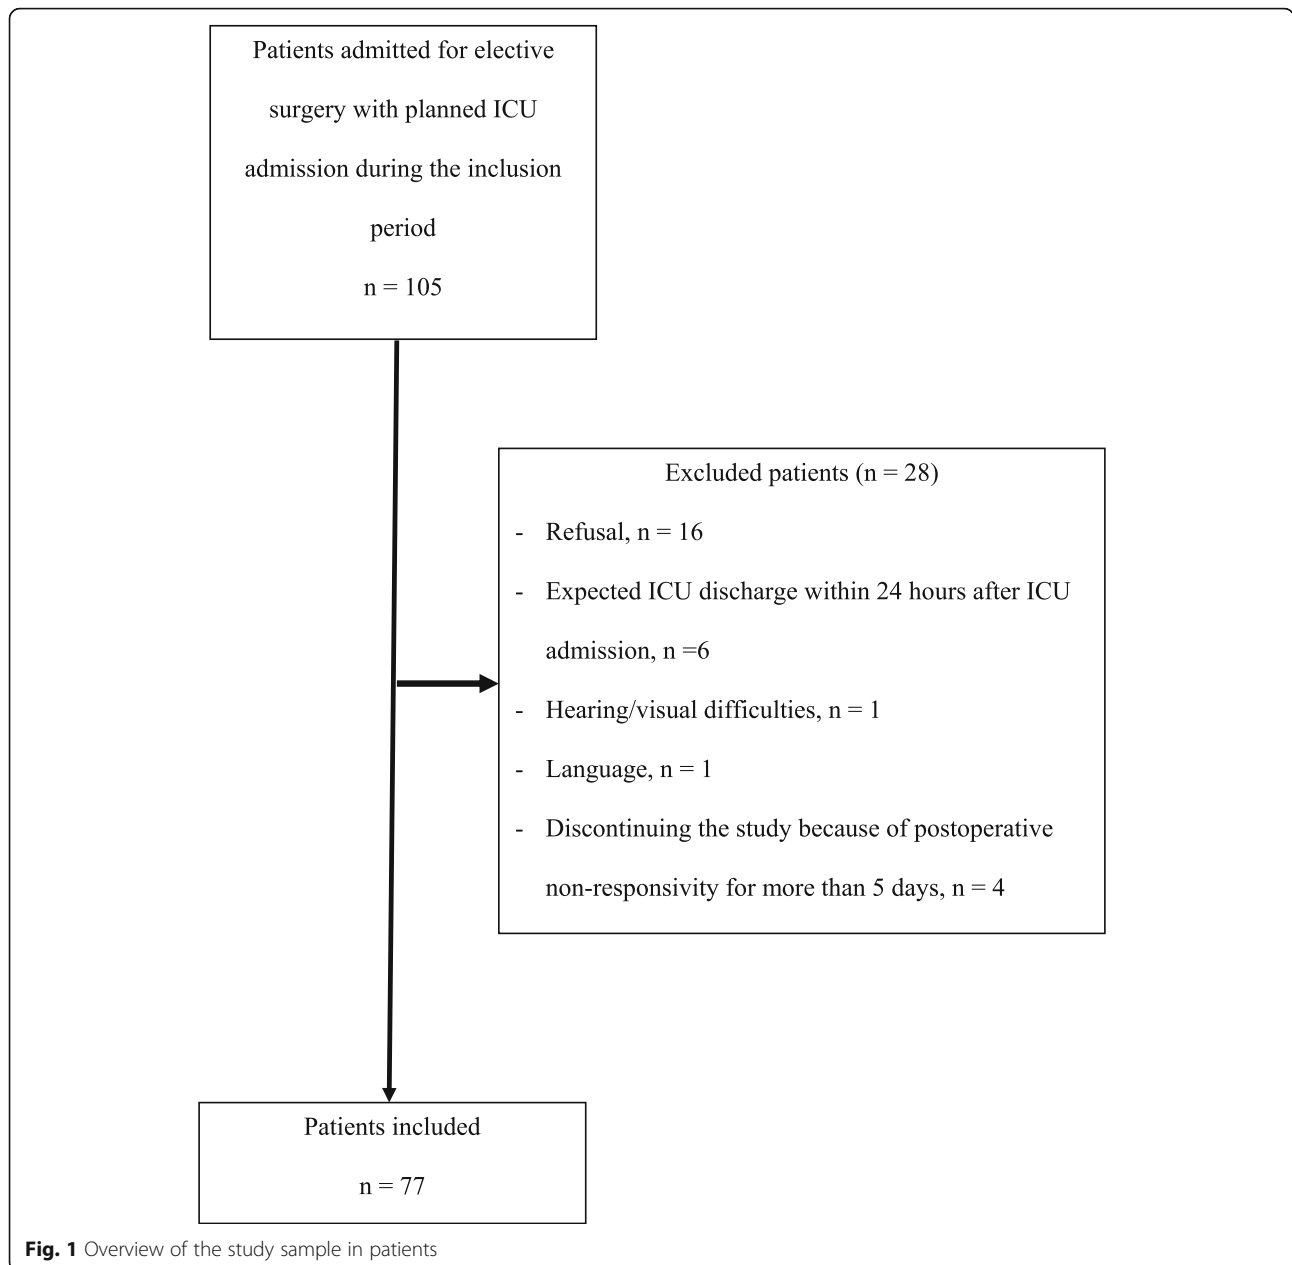 Patients admitted for elective
surgery with planned ICU
admission during the inclusion
period
n = 105
Excluded patients (n = 28)
- Refusal, n = 16
- Expected ICU discharge within 24 hours after ICU
admission, n =6
- Hearing/visual difficulties, n = 1
- Language, n = 1
- Discontinuing the study because of postoperative
non-responsivity for more than 5 days, n = 4
Patients included
n = 77
Fig. 1 Overview of the study sample in patients